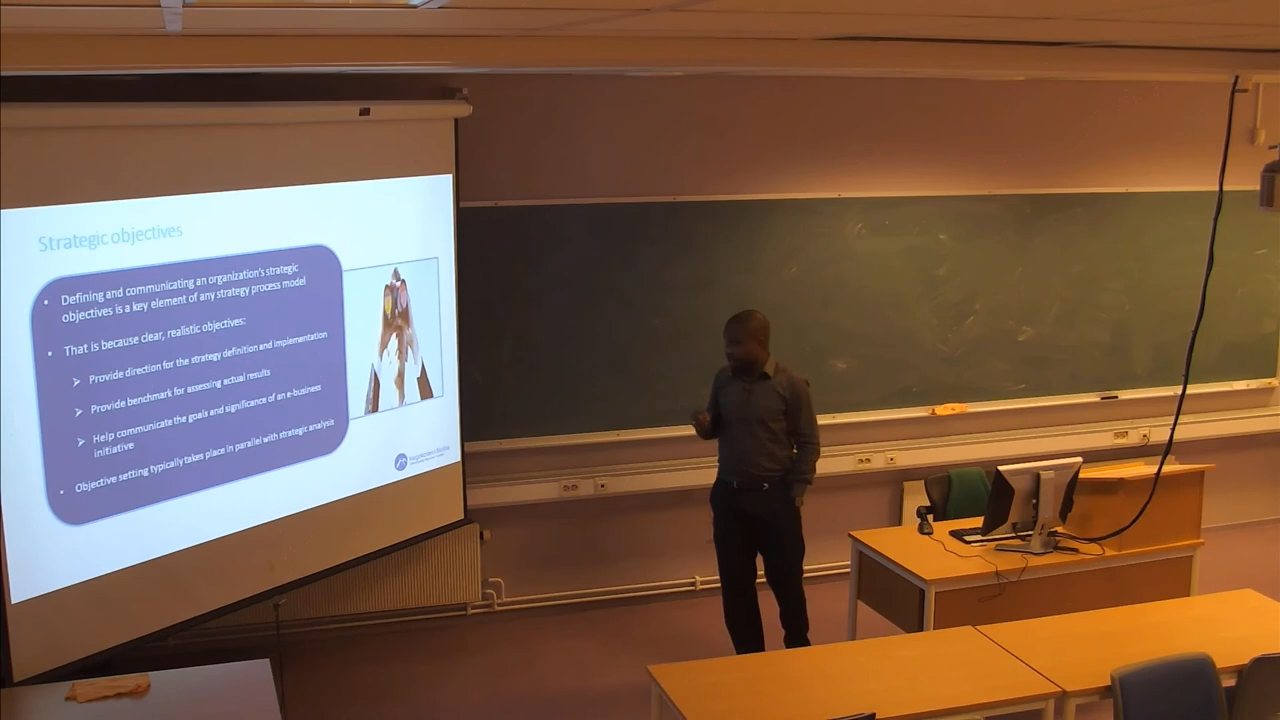 Strategic objectives
• Defining and communicating an organization's strategic
objectives is a key element of any strategy process model
• That is because clear, realistic objectives:
➢ Provide direction for the strategy definition and implementation
➢ Provide benchmark for assessing actual results
➢ Help communicate the goals and significance of an e-business
initiative
• Objective setting typically takes place in parallel with strategic analysis